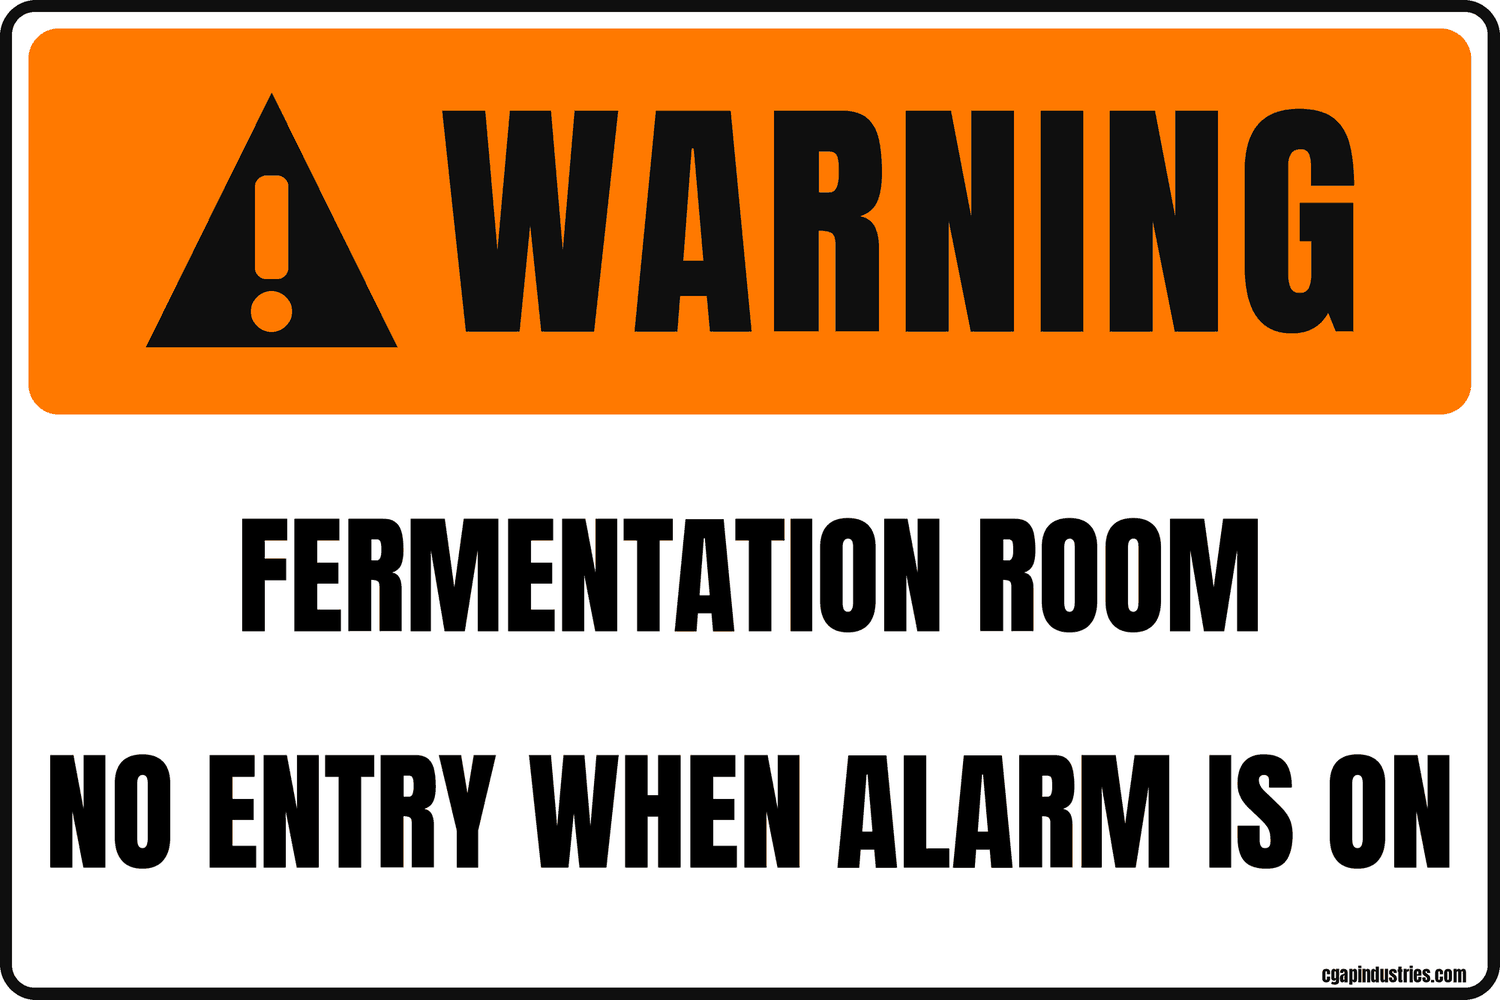 WARNING
FERMENTATION ROOM
NO ENTRY WHEN ALARM IS ON
cgapindustries.com